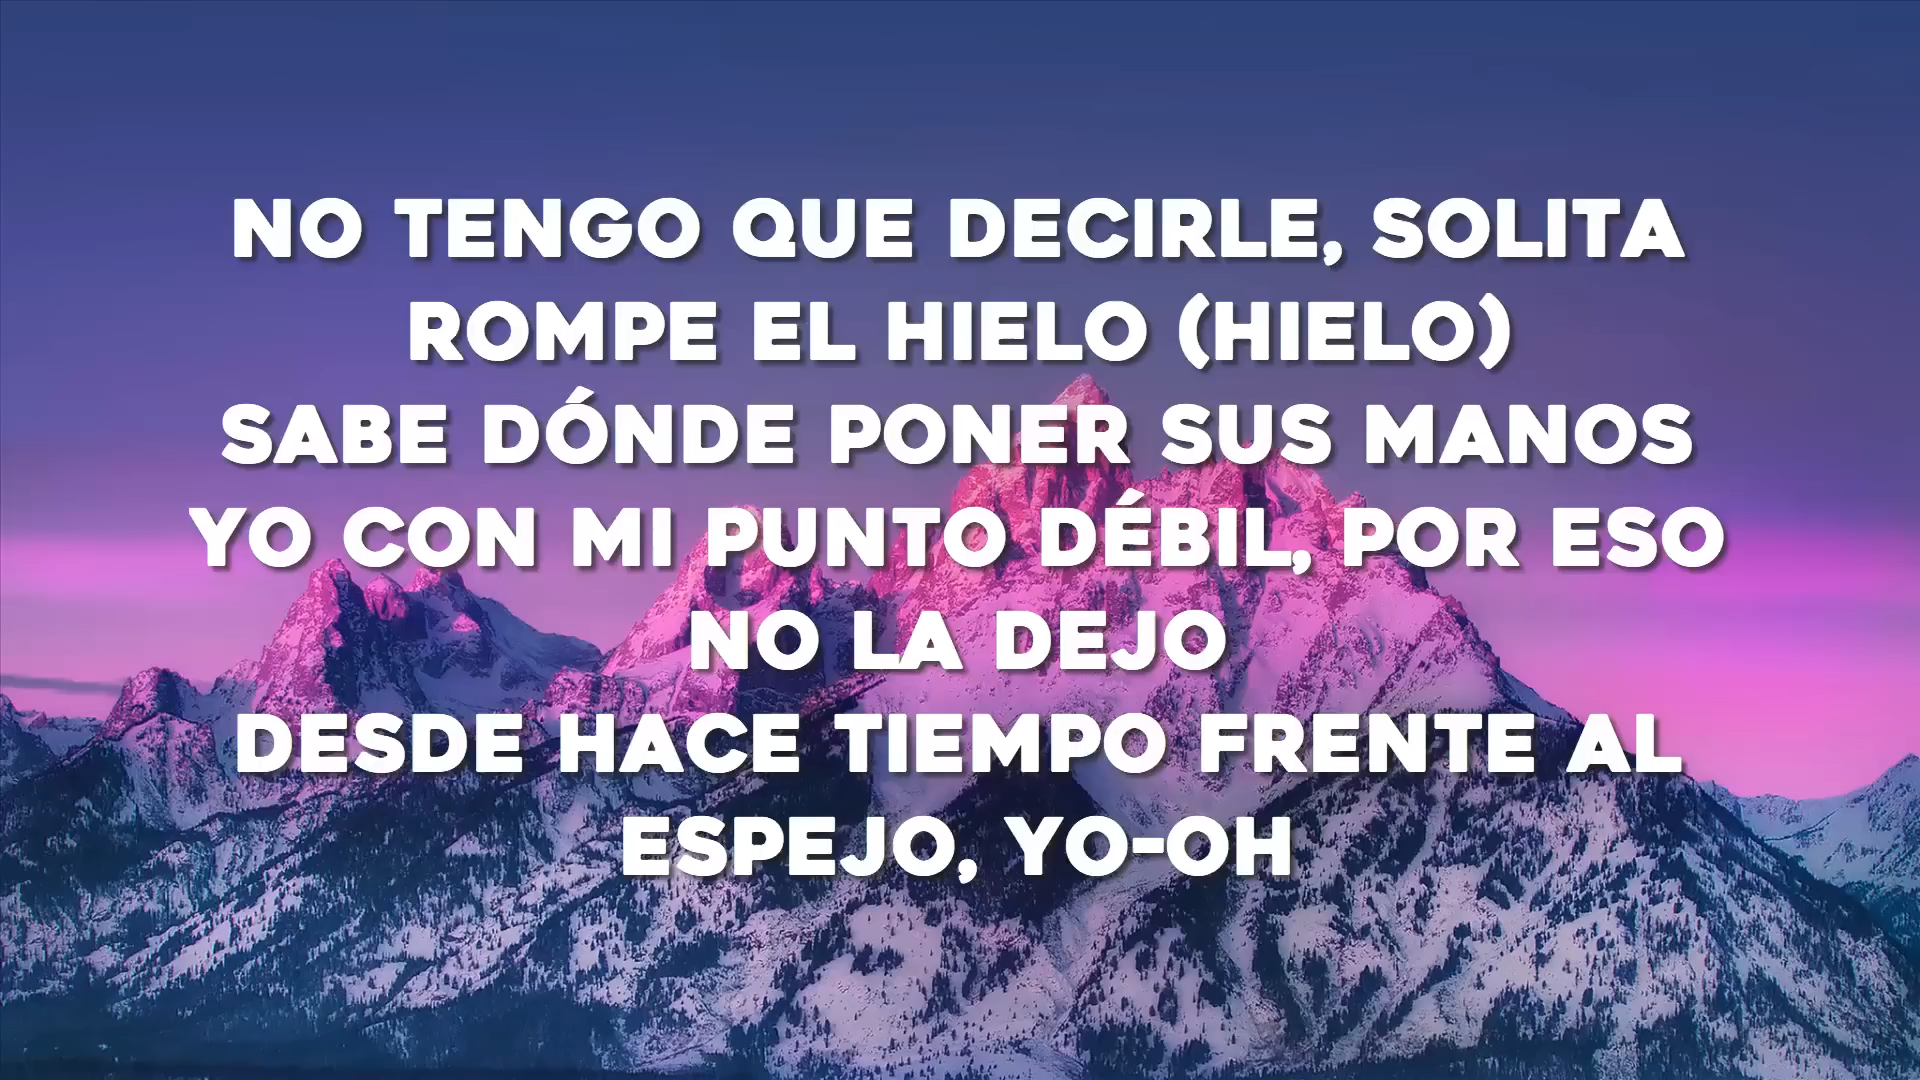 NO TENGO QUE DECIRLE, SOLITA
ROMPE EL HIELO (HIELO)
SABE DÓNDE PONER SUS MANOS
YO CON MI PUNTO DÉBIL, POR ESO
NO LA DEJO
DESDE HACE TIEMPO FRENTE AL
ESPEJO, YO-OH